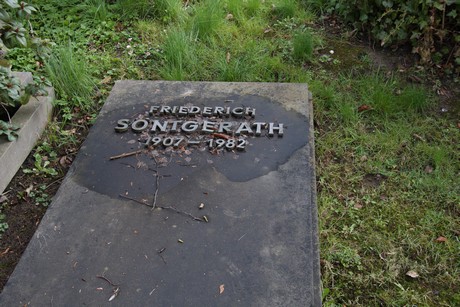 FRIEDERICH
SÖNTGERATH
1907 – 1982